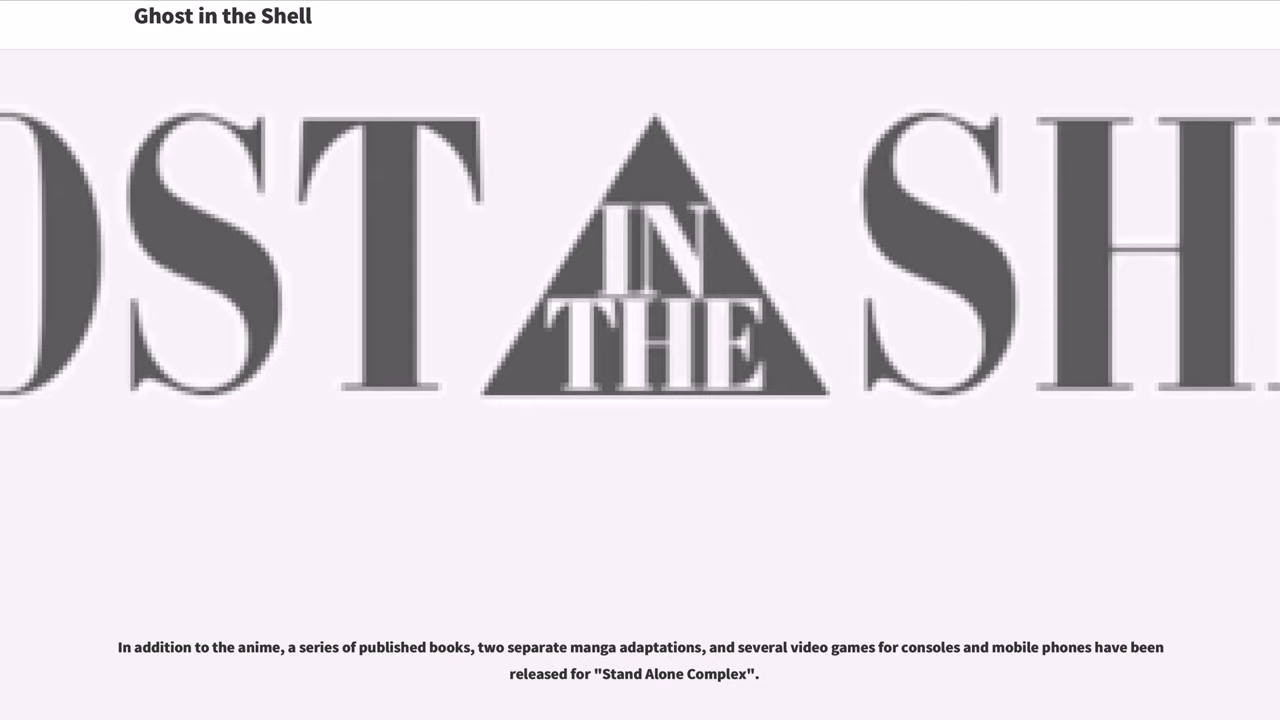 Ghost in the Shell
OST IN THE SH
In addition to the anime, a series of published books, two separate manga adaptations, and several video games for consoles and mobile phones have been
released for "Stand Alone Complex".